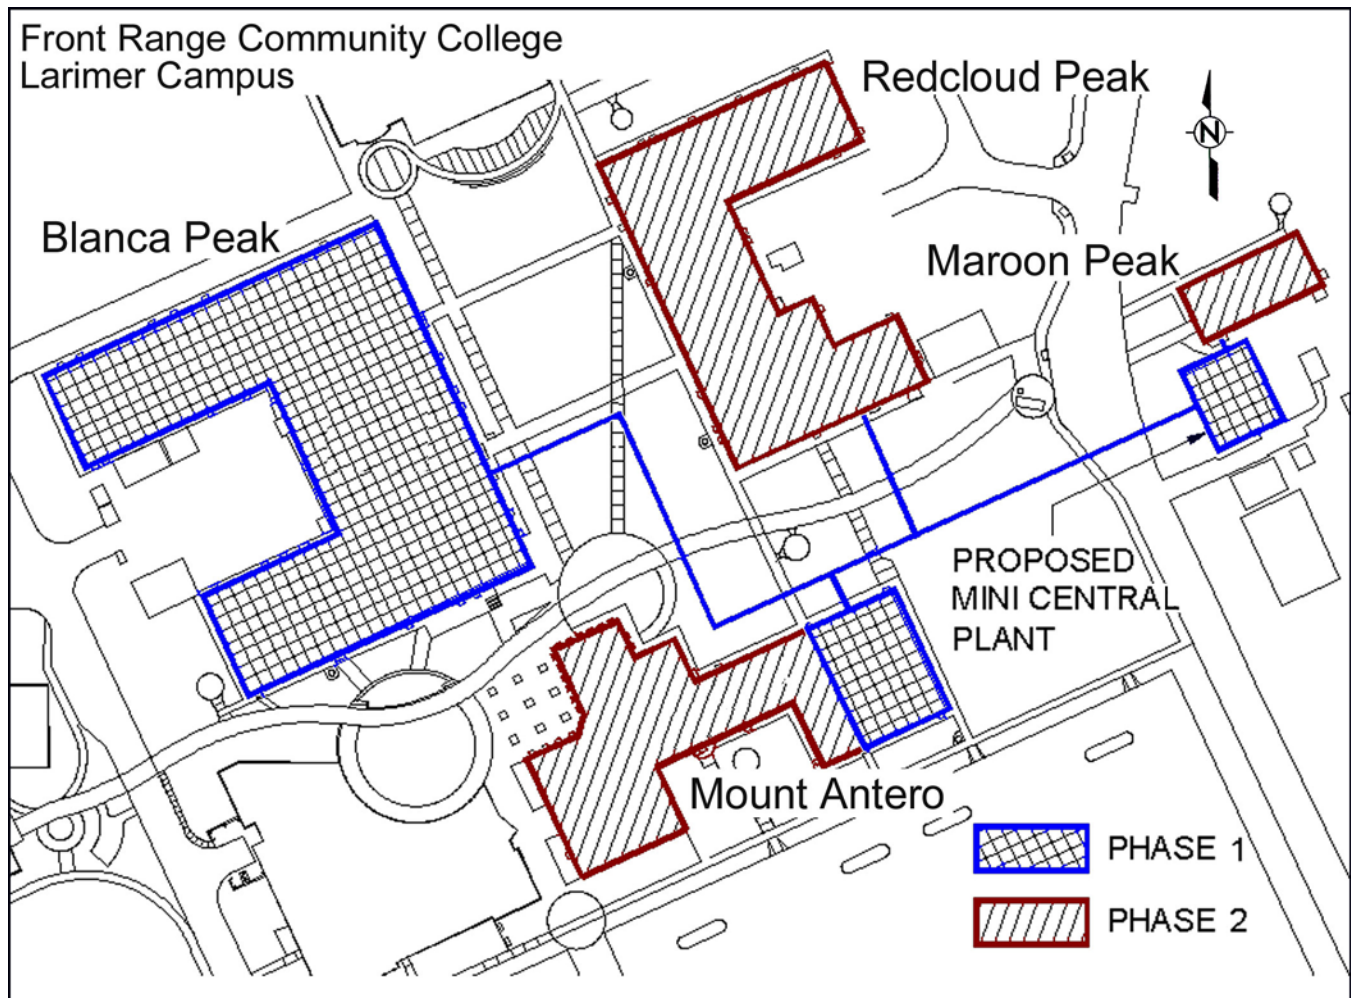 Front Range Community College
Larimer Campus
Redcloud Peak
N
Blanca Peak
Maroon Peak
PROPOSED
MINI CENTRAL
PLANT
Mount Antero
PHASE 1
PHASE 2